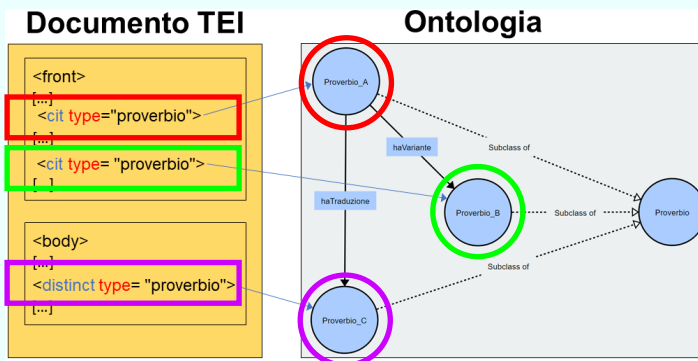 Documento TEI
<front>
[...]
<cit type="proverbio">
[...]
<cit type= "proverbio">
[...]
<body>
[...]
<distinct type= "proverbio">
[...]
Ontologia
Proverbio_A
haVariante
Subclass of
haTraduzione
Proverbio_B
Subclass of
Proverbio
Subclass of
Proverbio_C